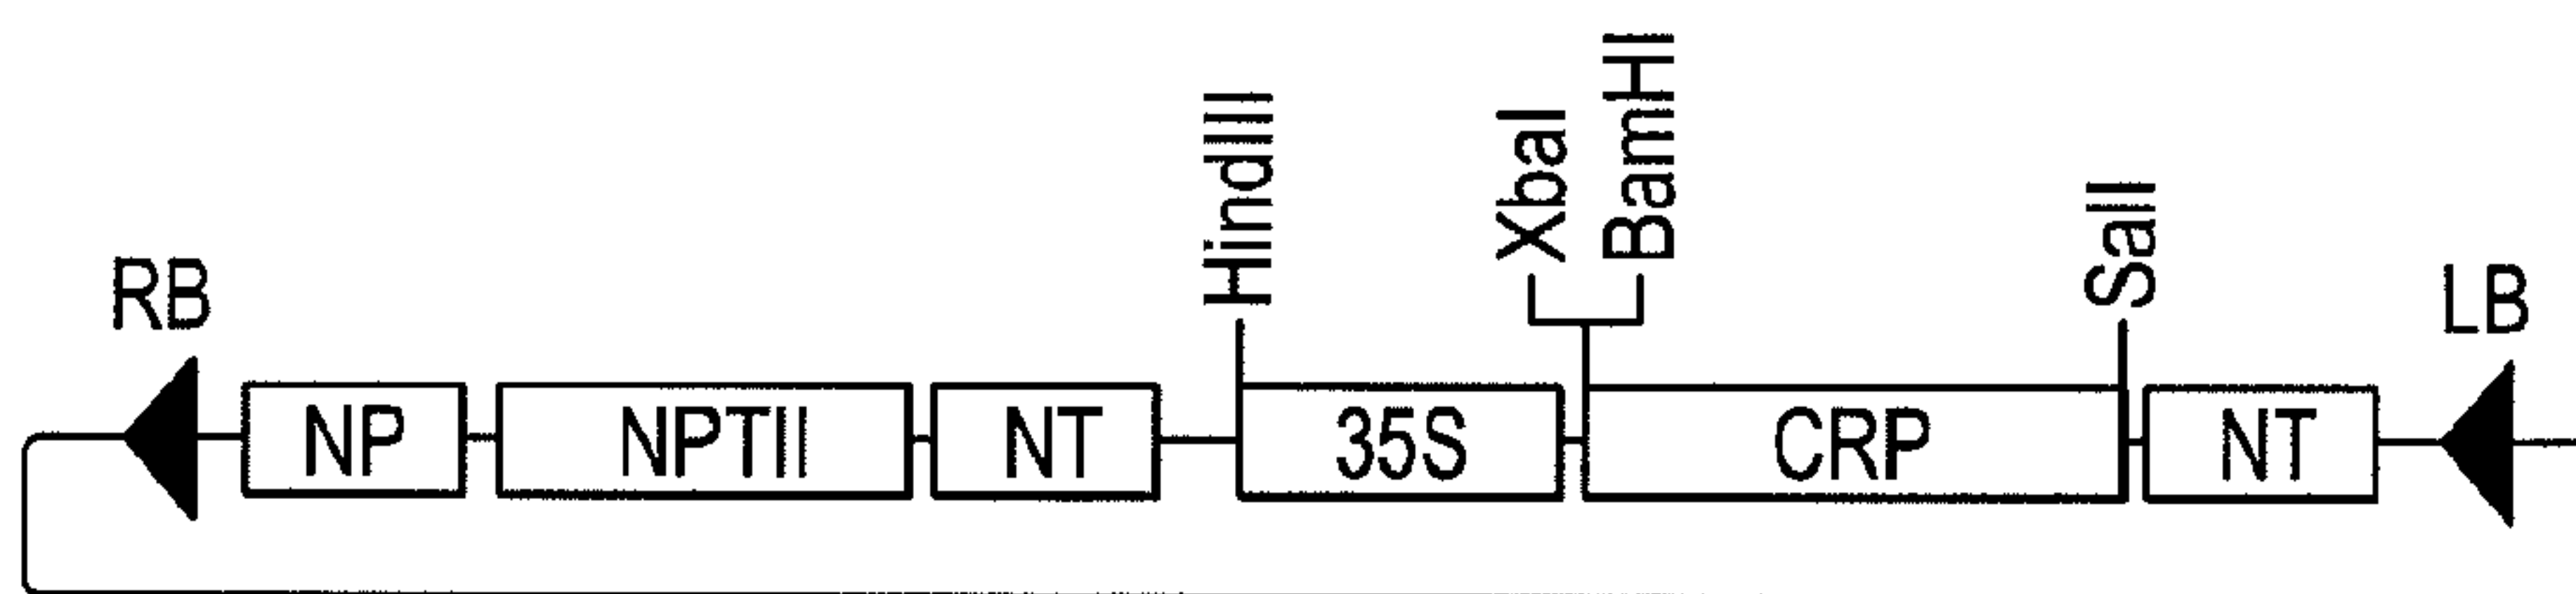 RB
HindIII
XbaI
BamHI
SalI
LB
NP
NPTII
NT
35S
CRP
NT